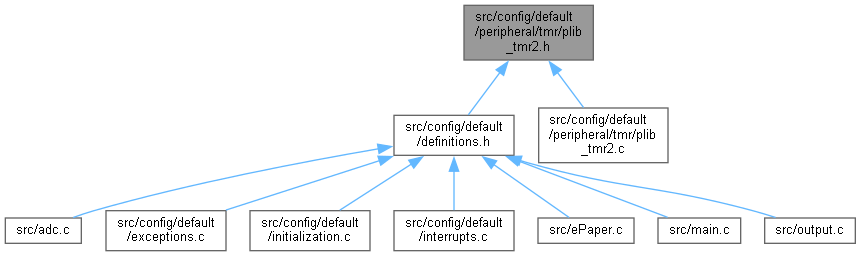 src/config/default
/peripheral/tmr/plib
_tmr2.h
src/config/default
/definitions.h
src/config/default
/peripheral/tmr/plib
_tmr2.c
src/adc.c
src/config/default
/exceptions.c
src/config/default
/initialization.c
src/config/default
/interrupts.c
src/ePaper.c
src/main.c
src/output.c